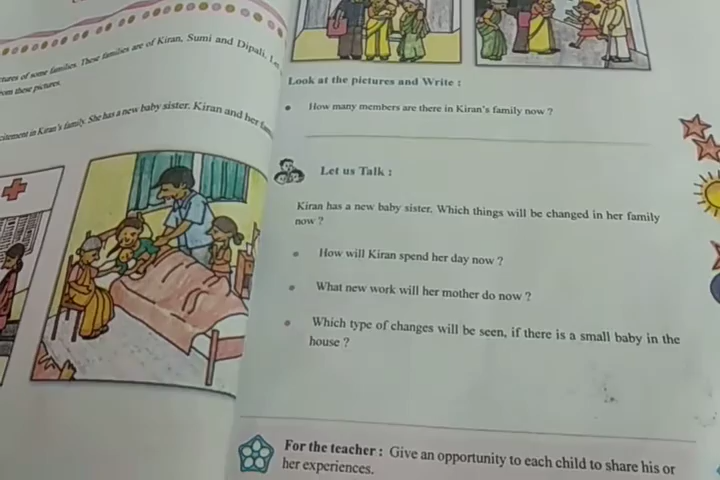 tures of some families. These families are of Kiran, Sumi and Dipali.
from these pictures.
citement in Kiran's family. She has a new baby sister. Kiran and her
Look at the pictures and Write :
How many members are there in Kiran's family now ?
Let us Talk :
Kiran has a new baby sister. Which things will be changed in her family
now ?
How will Kiran spend her day now ?
What new work will her mother do now ?
Which type of changes will be seen, if there is a small baby in the
house ?
For the teacher : Give an opportunity to each child to share his or
her experiences.